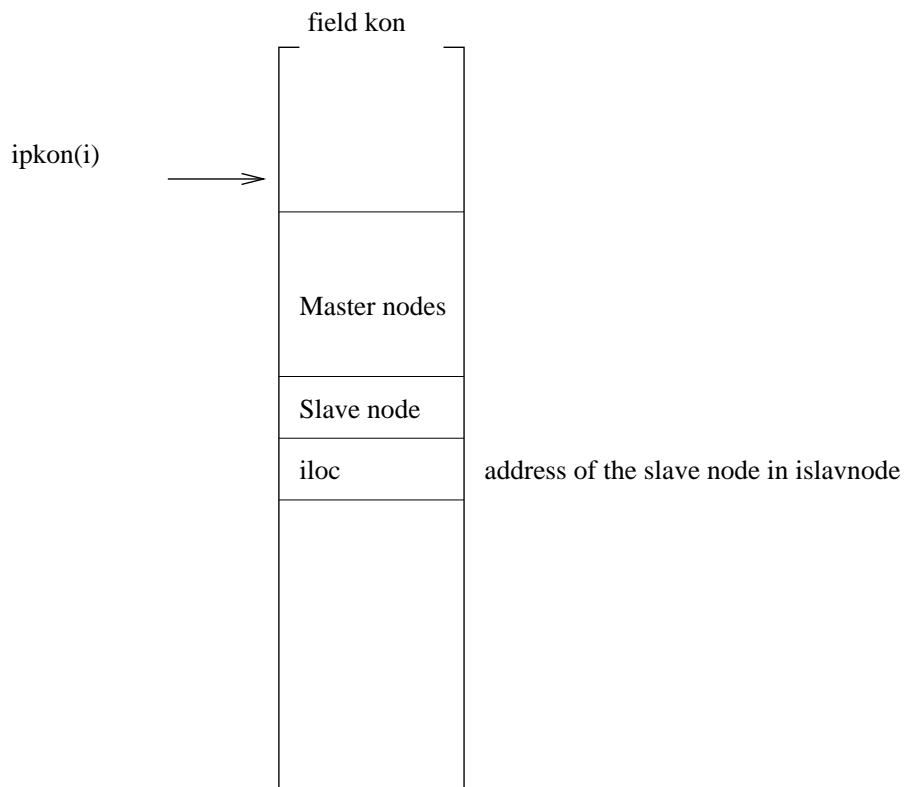 field kon
ipkon(i)
Master nodes
Slave node
iloc
address of the slave node in islavnode